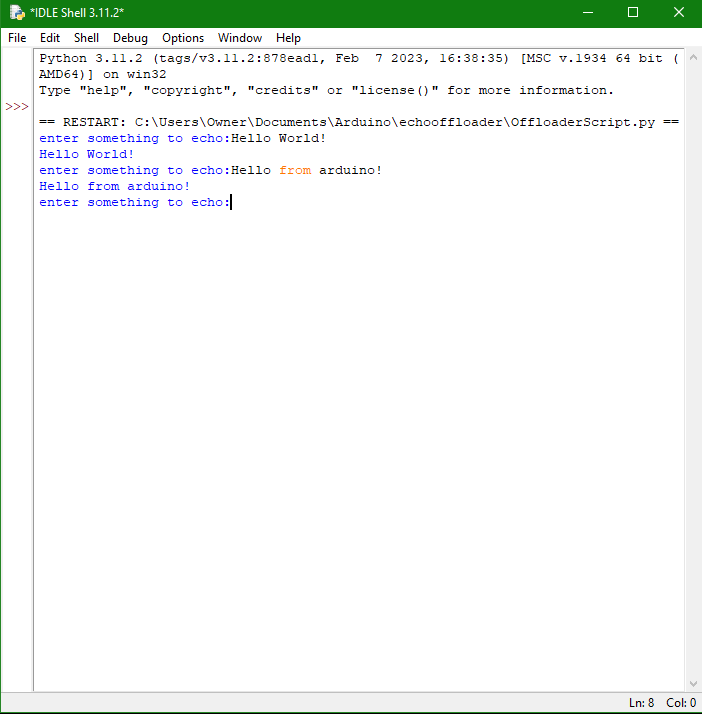 *IDLE Shell 3.11.2*
File Edit Shell Debug Options Window Help
Python 3.11.2 (tags/v3.11.2:878ead1, Feb  7 2023, 16:38:35) [MSC v.1934 64 bit (
AMD64)] on win32
Type "help", "copyright", "credits" or "license()" for more information.
>>>
== RESTART: C:\Users\Owner\Documents\Arduino\echooffloader\OffloaderScript.py ==
enter something to echo:Hello World!
Hello World!
enter something to echo:Hello from arduino!
Hello from arduino!
enter something to echo:
Ln: 8 Col: 0